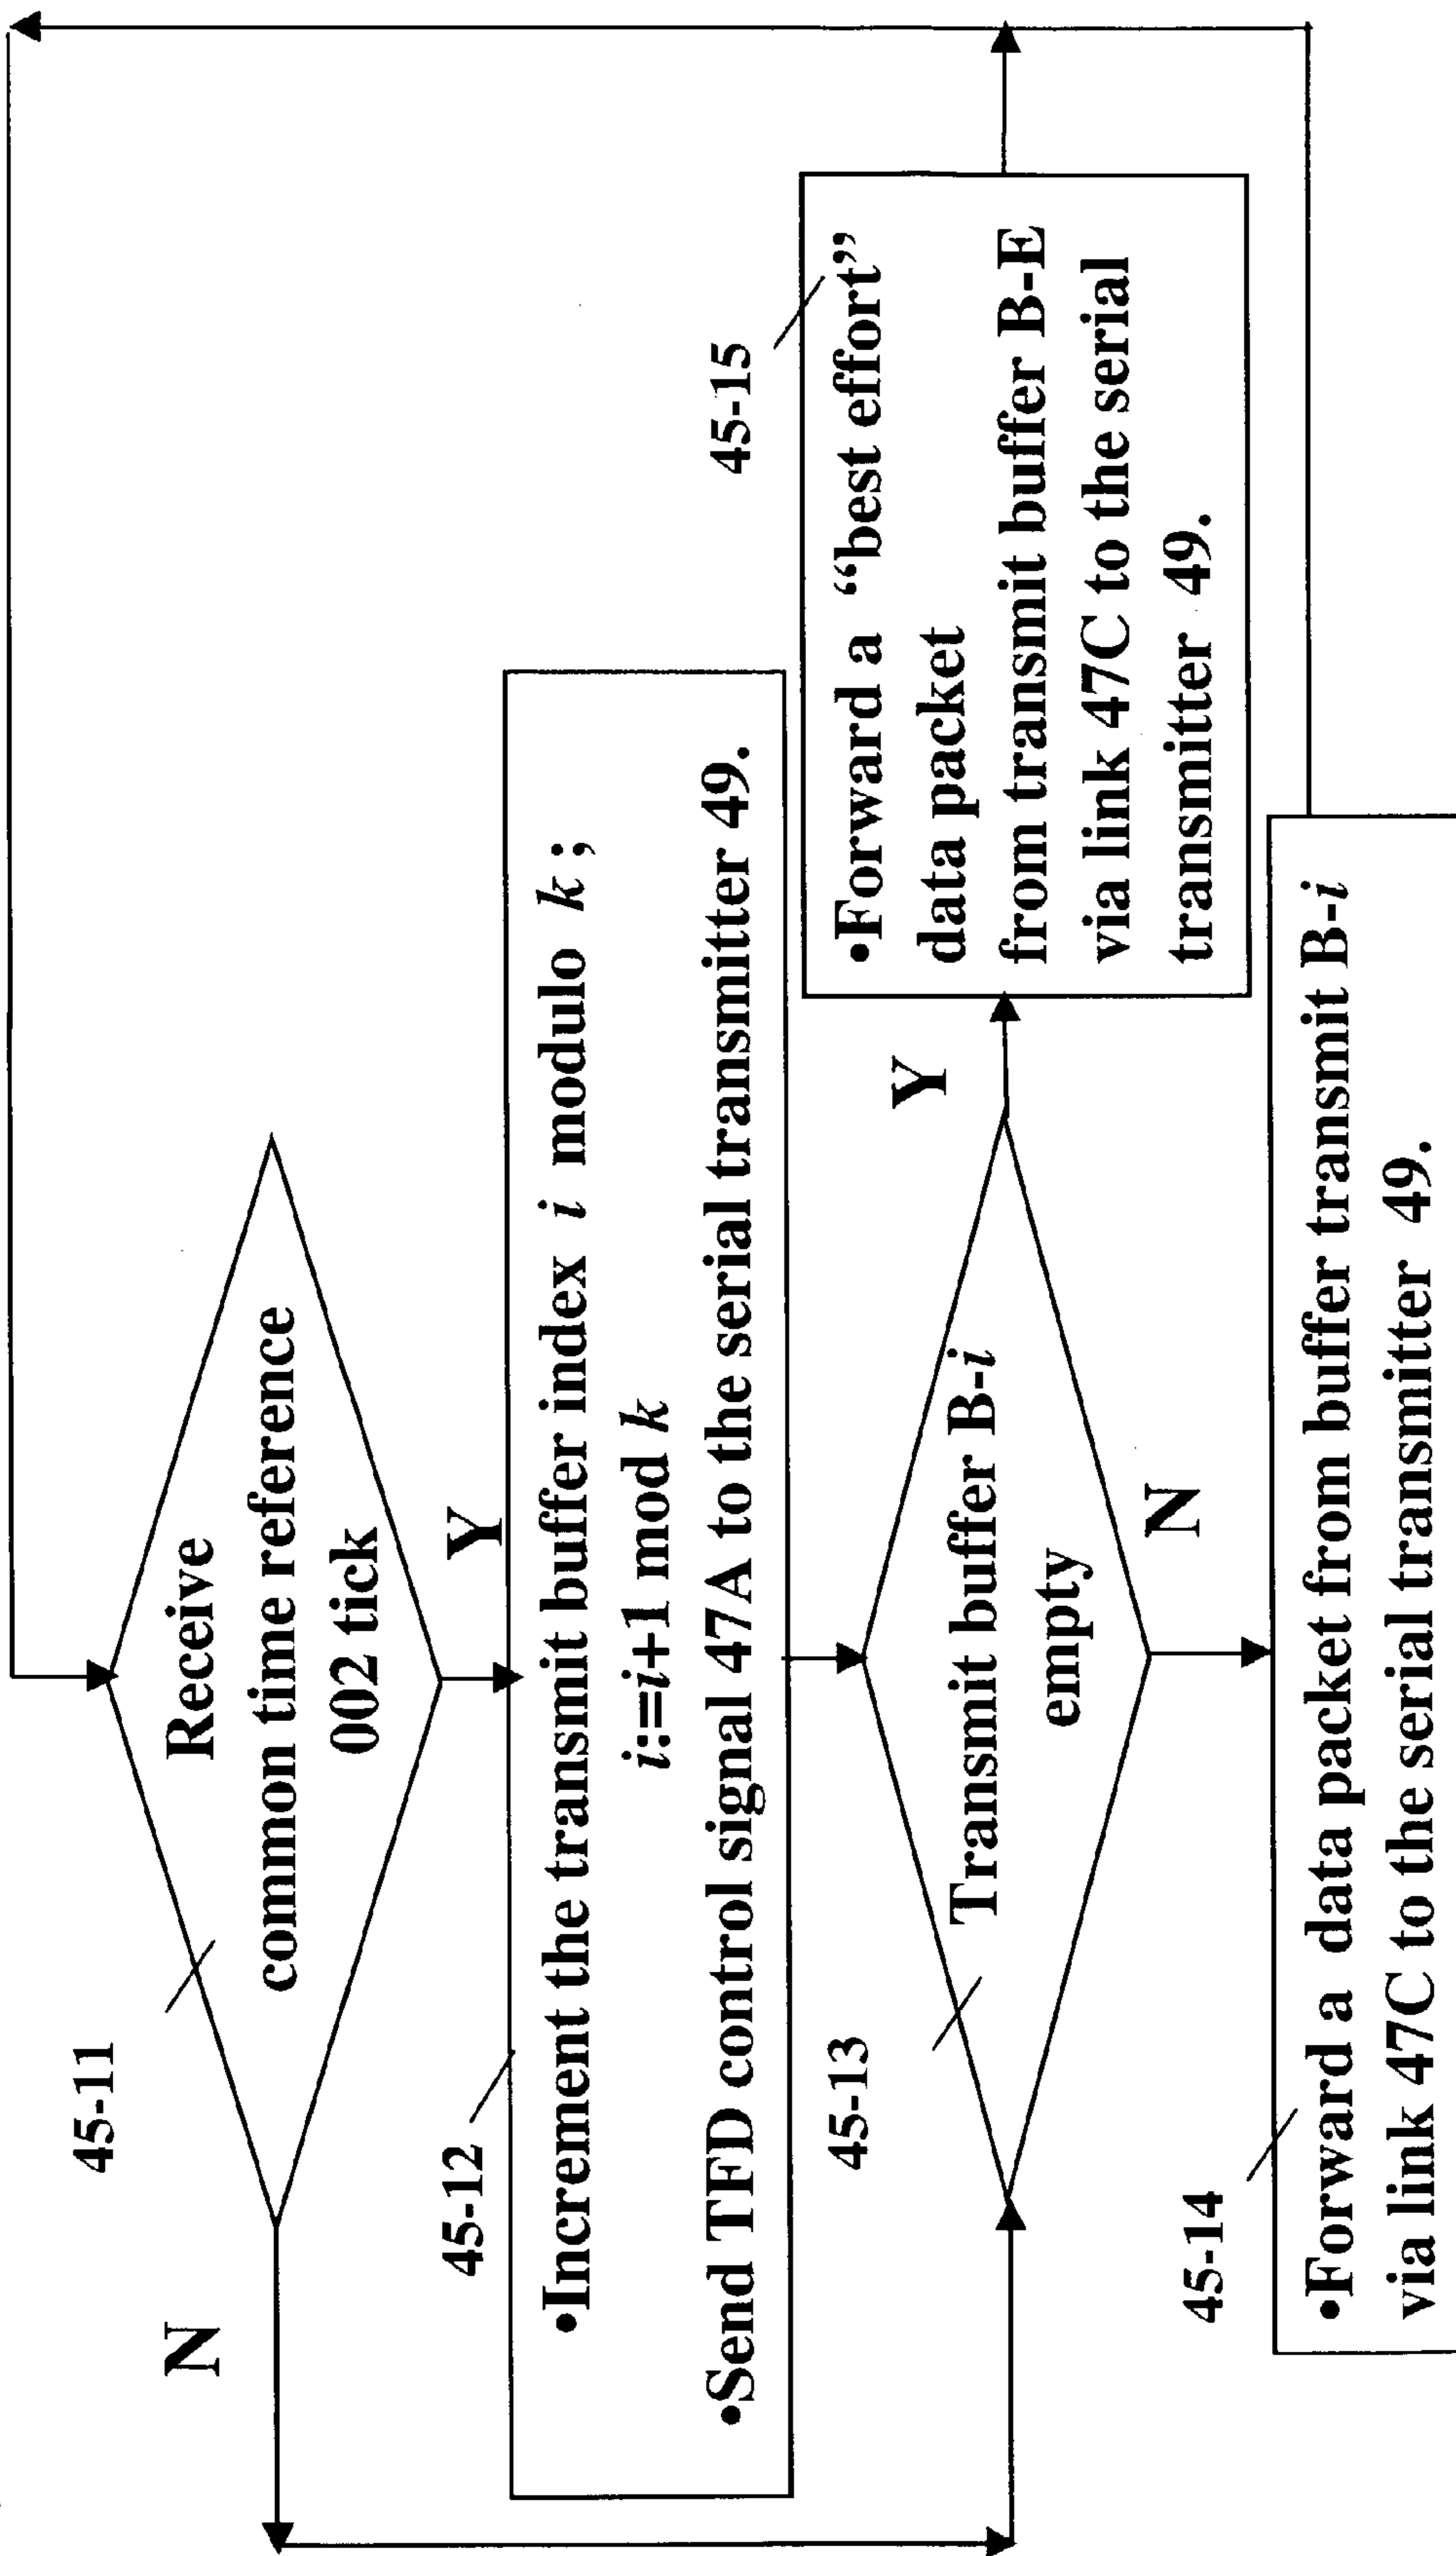 45-11
Receive
common time reference
002 tick
N
Y
45-12
•Increment the transmit buffer index i modulo k ;
i:=i+1 mod k
•Send TFD control signal 47A to the serial transmitter 49.
45-13
Transmit buffer B-i
empty
Y
N
45-15
•Forward a “best effort”
data packet
from transmit buffer B-E
via link 47C to the serial
transmitter 49.
45-14
•Forward a data packet from buffer transmit B-i
via link 47C to the serial transmitter 49.